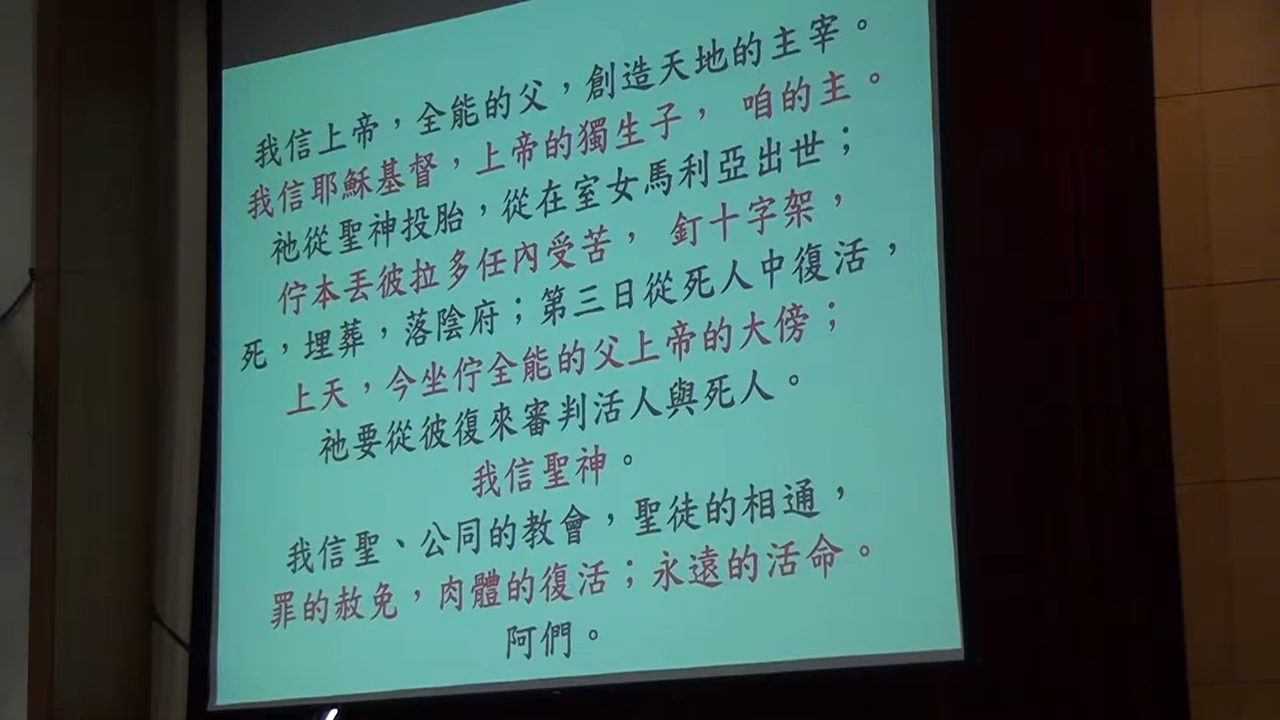 我信上帝，全能的父，創造天地的主宰。
我信耶穌基督，上帝的獨生子， 咱的主。
祂從聖神投胎，從在室女馬利亞出世；
佇本丟彼拉多任內受苦， 釘十字架，
死，埋葬，落陰府；第三日從死人中復活，
上天，今坐佇全能的父上帝的大傍；
祂要從彼復來審判活人與死人。
我信聖神。
我信聖、公同的教會，聖徒的相通，
罪的赦免，肉體的復活；永遠的活命。
阿們。